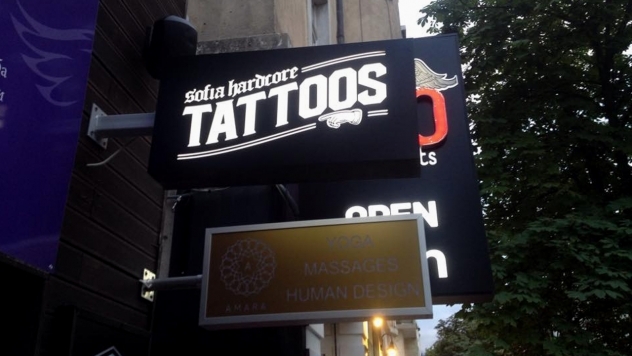 sofia hardcore
TATTOOS
OPEN
YOGA
MASSAGES
HUMAN DESIGN
AMARA